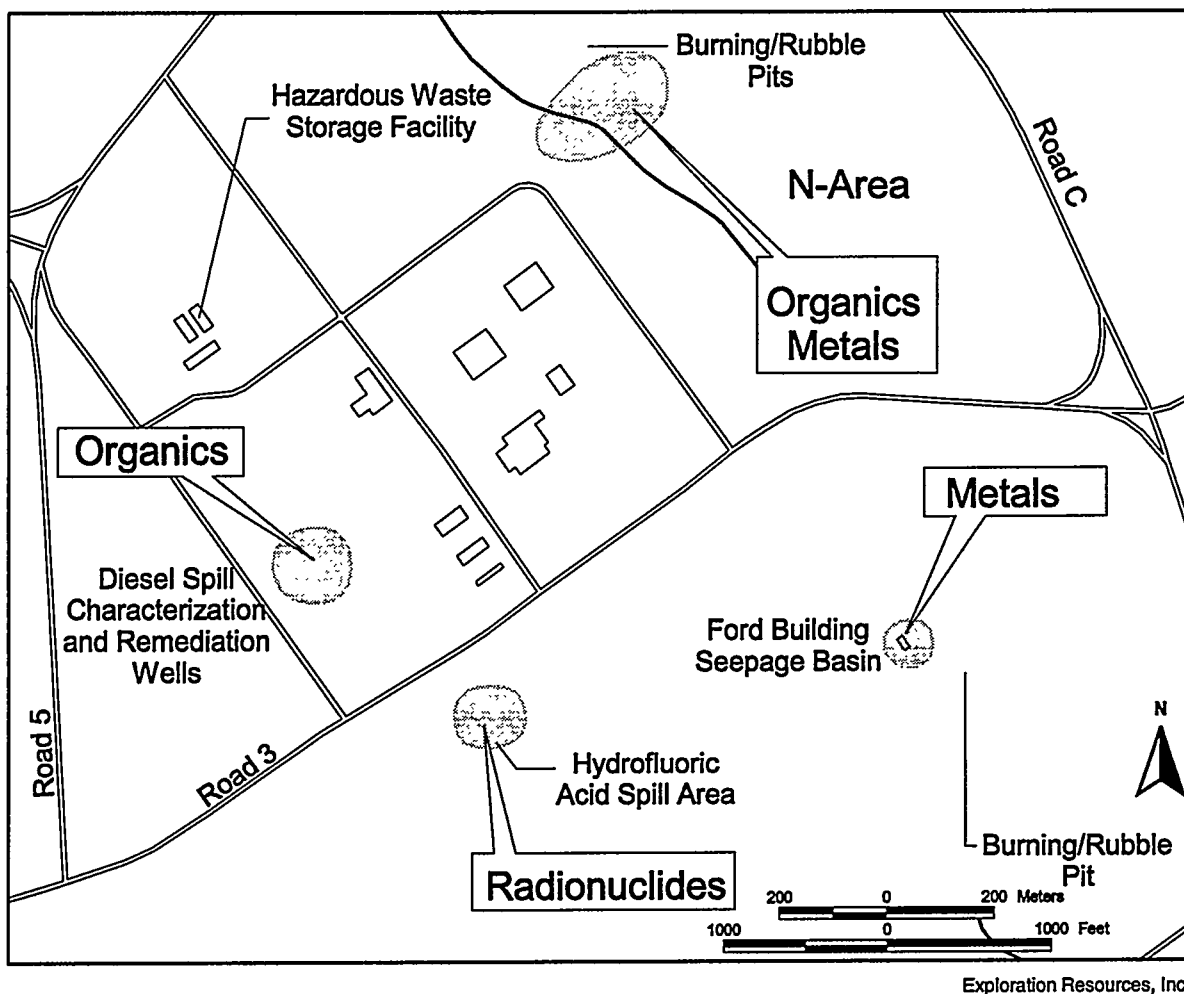 Burning/Rubble
Pits
Hazardous Waste
Storage Facility
Road C
N-Area
Organics
Metals
Organics
Metals
Diesel Spill
Characterization
and Remediation
Wells
Ford Building
Seepage Basin
Road 5
Road 3
N
Hydrofluoric
Acid Spill Area
Burning/Rubble
Pit
Radionuclides
200 0 200 Meters
1000 0 1000 Feet
Exploration Resources, Inc